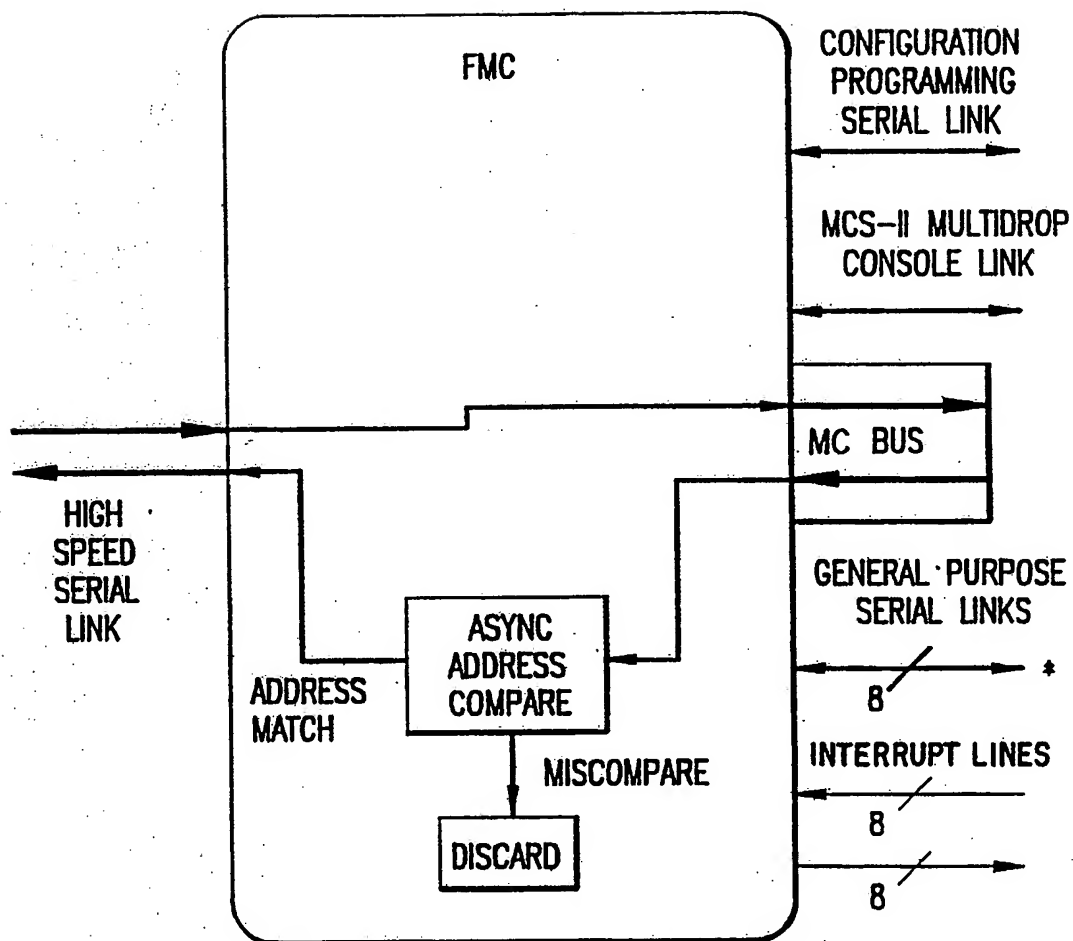 FMC
CONFIGURATION
PROGRAMMING
SERIAL LINK
MCS-II MULTIDROP
CONSOLE LINK
MC BUS
HIGH
SPEED
SERIAL
LINK
GENERAL PURPOSE
SERIAL LINKS
8
*
ASYNC
ADDRESS
COMPARE
ADDRESS
MATCH
MISCOMPARE
DISCARD
INTERRUPT LINES
8
8